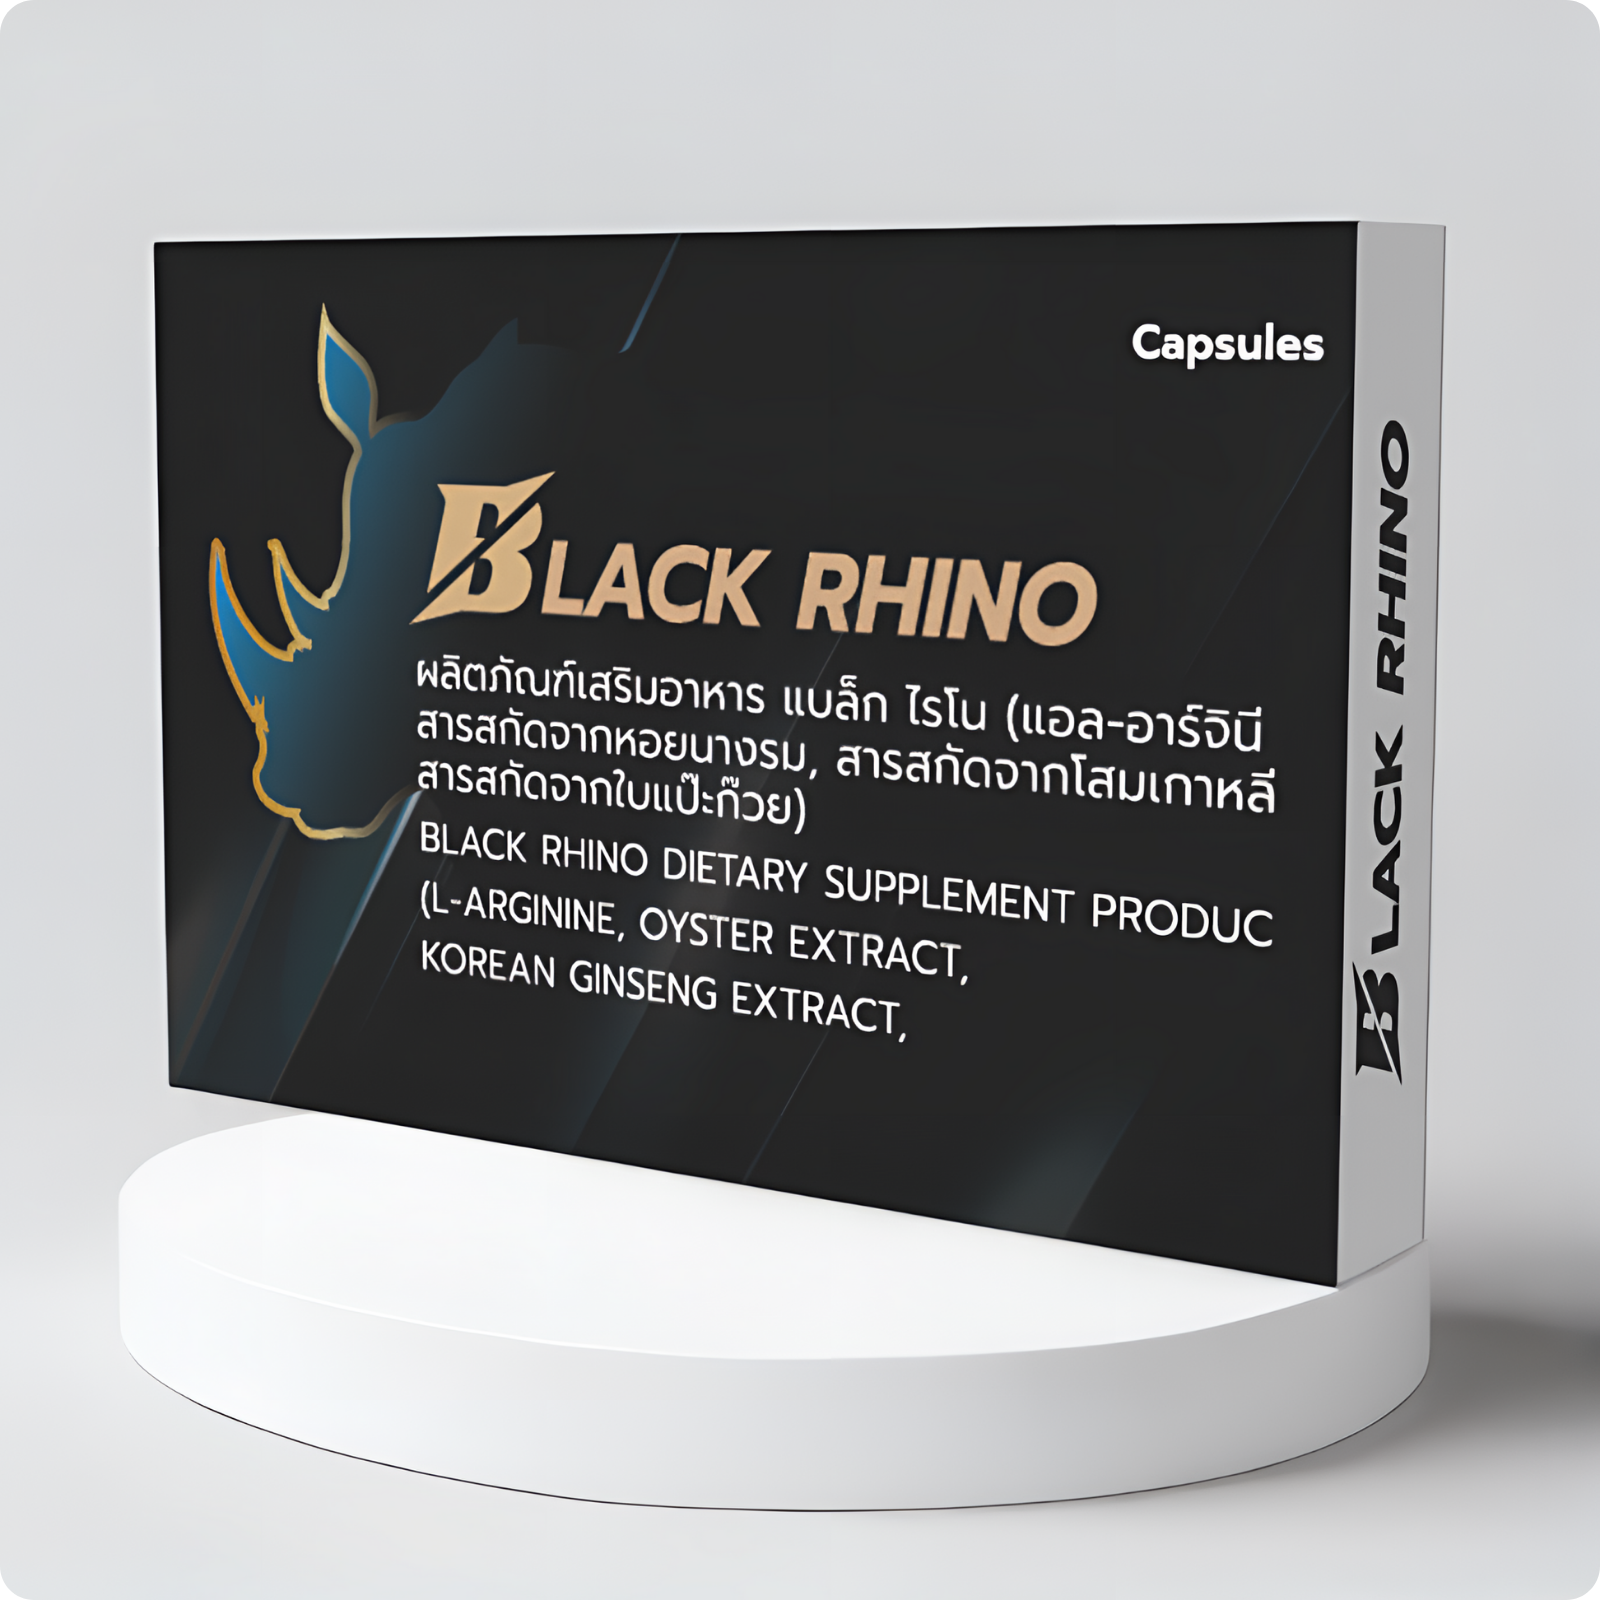 Capsules
BLACK RHINO
ผลิตภัณฑ์เสริมอาหาร แบล็ก ไรโน (แอล-อาร์จินี
สารสกัดจากหอยนางรม, สารสกัดจากโสมเกาหลี
สารสกัดจากใบแป๊ะก๊วย)
BLACK RHINO DIETARY SUPPLEMENT PRODUC
(L-ARGININE, OYSTER EXTRACT,
KOREAN GINSENG EXTRACT,
BLACK RHINO